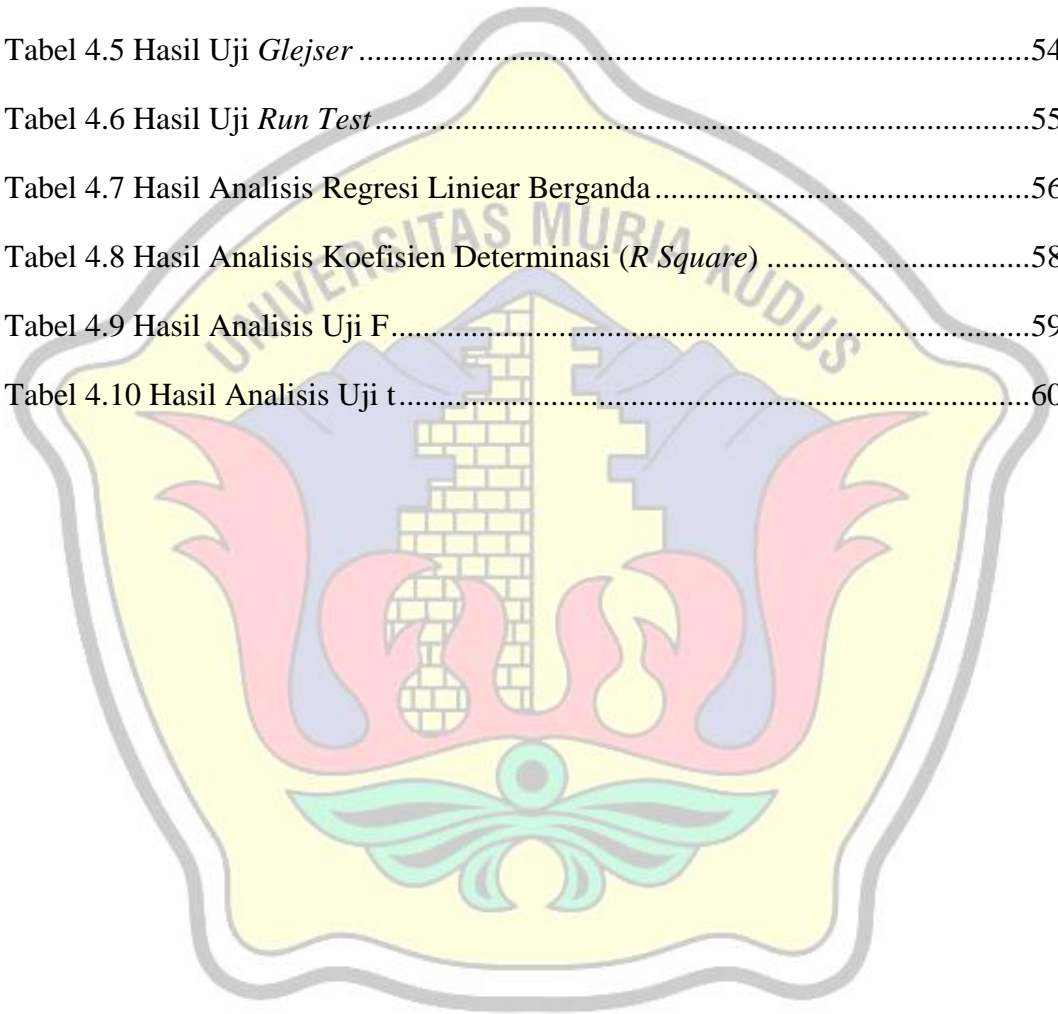 Tabel 4.5 Hasil Uji Glejser ............................................................................54
Tabel 4.6 Hasil Uji Run Test ..........................................................................55
Tabel 4.7 Hasil Analisis Regresi Liniear Berganda ........................................56
UNIVERSITAS MURIA KUDUS
Tabel 4.8 Hasil Analisis Koefisien Determinasi (R Square) ..........................58
Tabel 4.9 Hasil Analisis Uji F ........................................................................59
Tabel 4.10 Hasil Analisis Uji t ........................................................................60